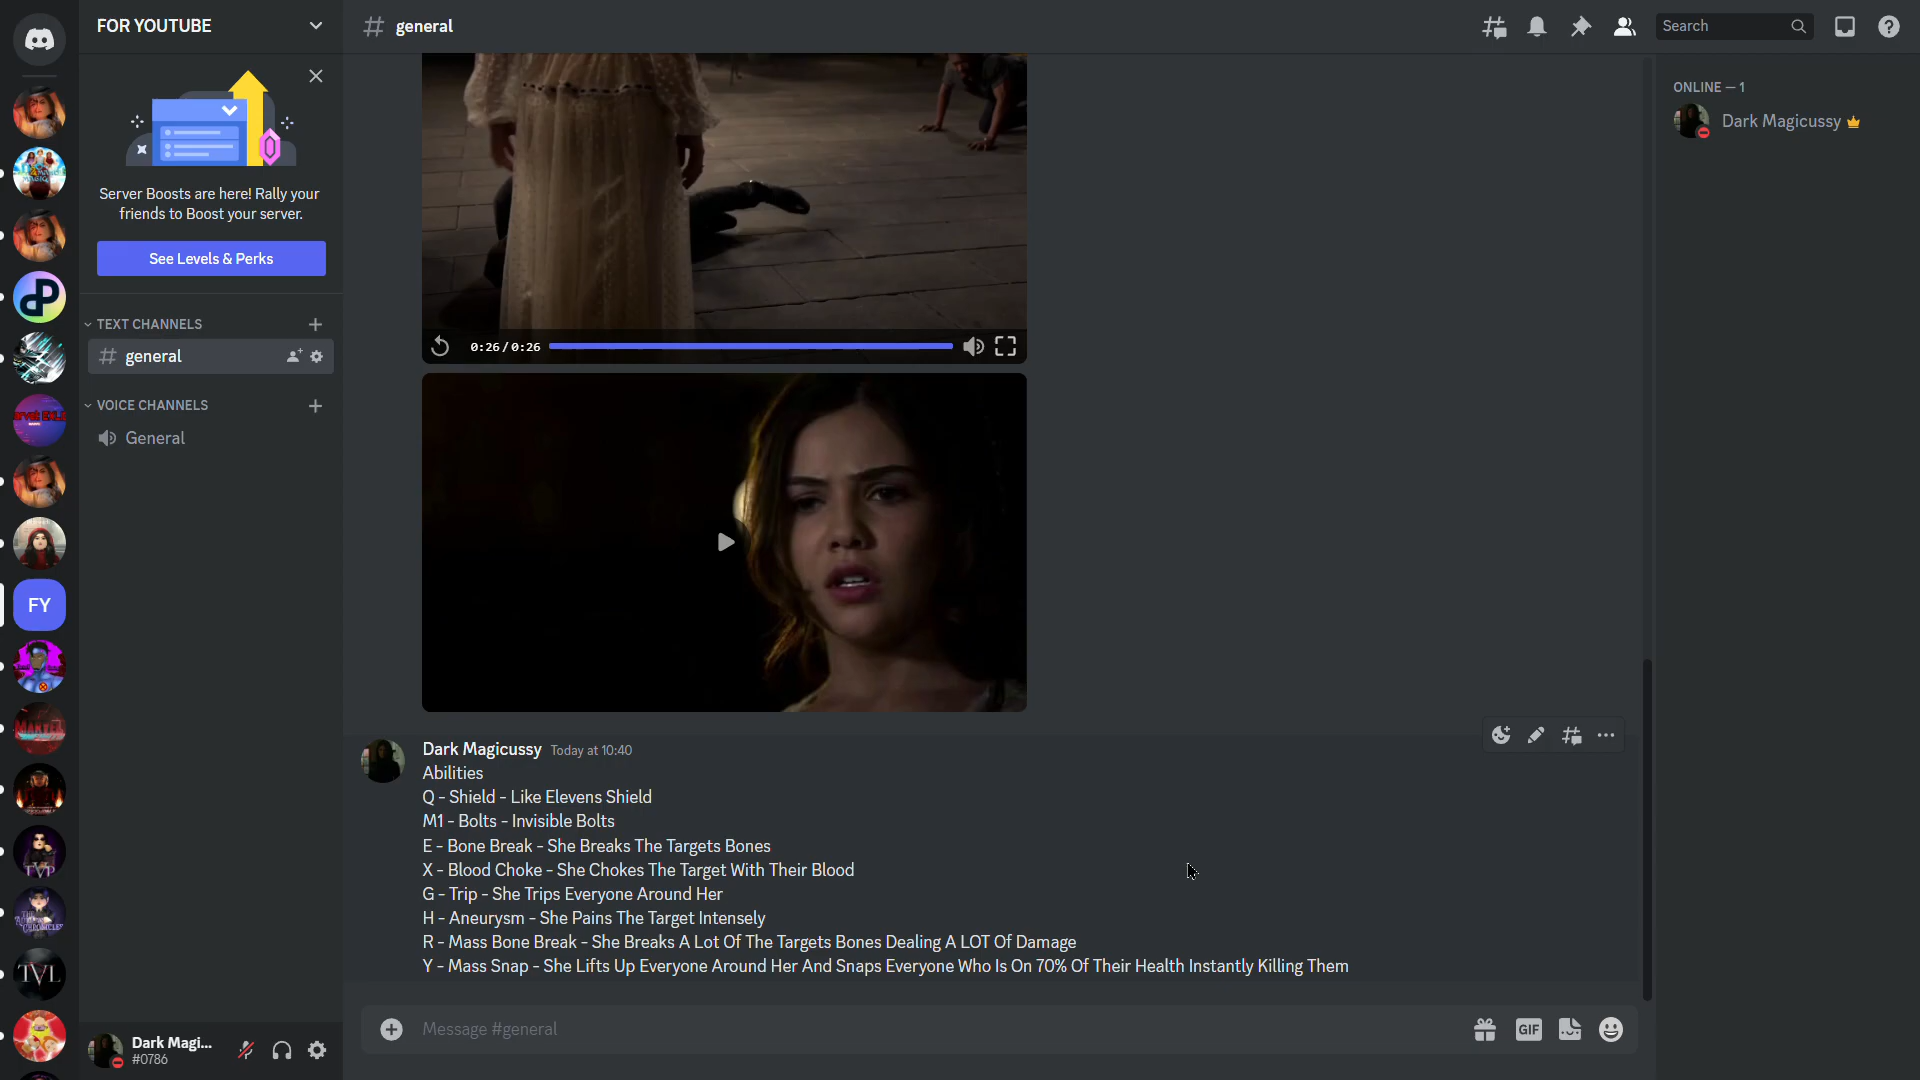 FOR YOUTUBE
general
Search
Server Boosts are here! Rally your
friends to Boost your server.
See Levels & Perks
TEXT CHANNELS
general
VOICE CHANNELS
General
FY
MARVEL
TVP
TVL
0:26/0:26
Dark Magicussy Today at 10:40
Abilities
Q - Shield - Like Elevens Shield
M1 - Bolts - Invisible Bolts
E - Bone Break - She Breaks The Targets Bones
X - Blood Choke - She Chokes The Target With Their Blood
G - Trip - She Trips Everyone Around Her
H - Aneurysm - She Pains The Target Intensely
R - Mass Bone Break - She Breaks A Lot Of The Targets Bones Dealing A LOT Of Damage
Y - Mass Snap - She Lifts Up Everyone Around Her And Snaps Everyone Who Is On 70% Of Their Health Instantly Killing Them
Message #general
GIF
Dark Magi...
#0786
ONLINE — 1
Dark Magicussy